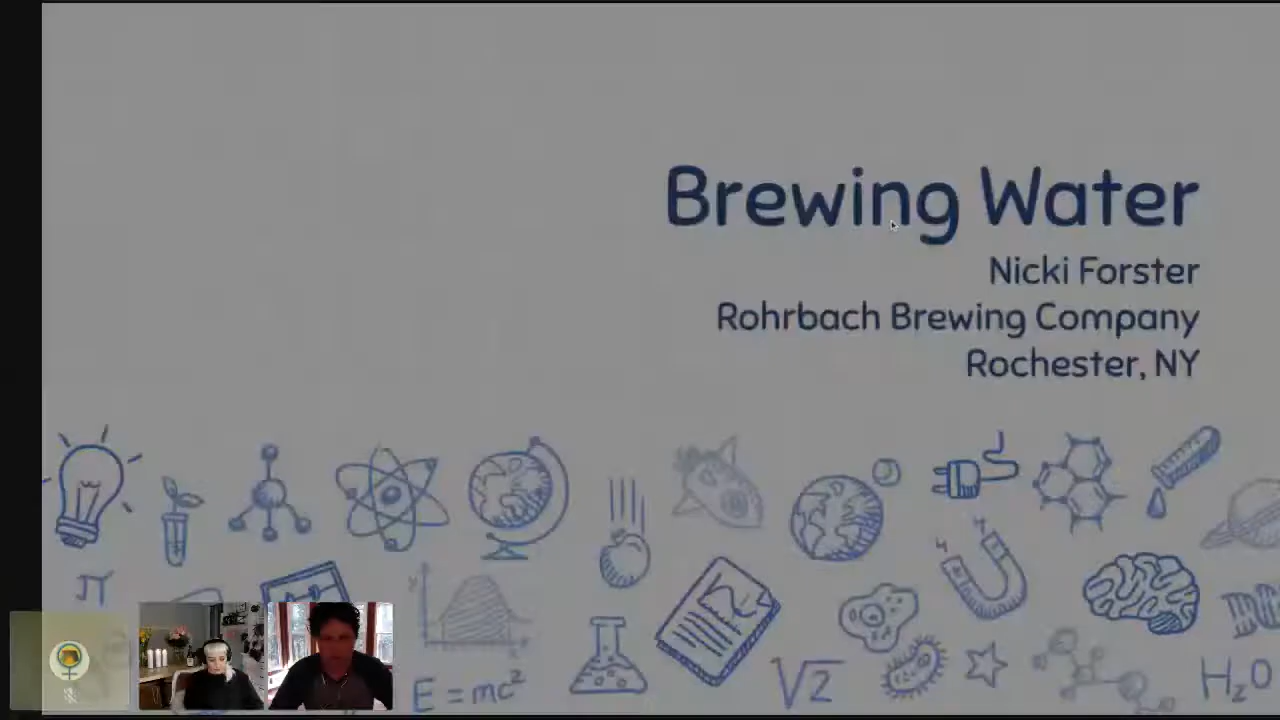 Brewing Water
Nicki Forster
Rohrbach Brewing Company
Rochester, NY
π
E = mc²
√2
H₂O